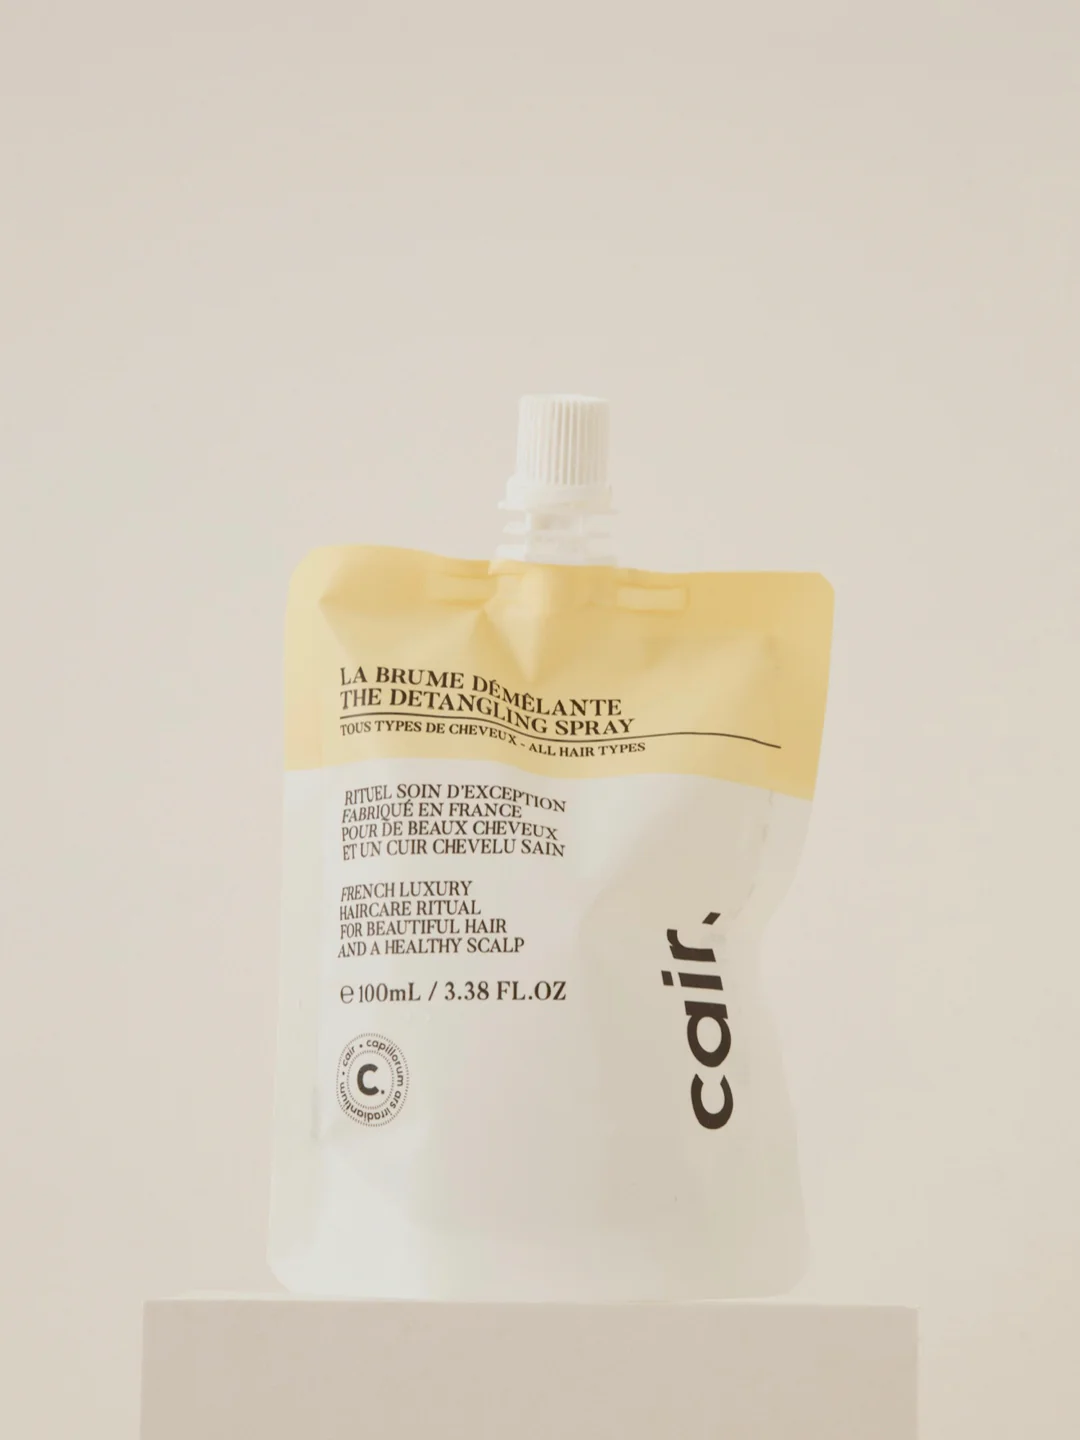 LA BRUME DÉMÊLANTE
THE DETANGLING SPRAY
TOUS TYPES DE CHEVEUX - ALL HAIR TYPES
RITUEL SOIN D'EXCEPTION
FABRIQUÉ EN FRANCE
POUR DE BEAUX CHEVEUX
ET UN CUIR CHEVELU SAIN
FRENCH LUXURY
HAIRCARE RITUAL
FOR BEAUTIFUL HAIR
AND A HEALTHY SCALP
℮ 100mL / 3.38 FL.OZ
cair • capillorum ars irradiantium •
C.
cair.